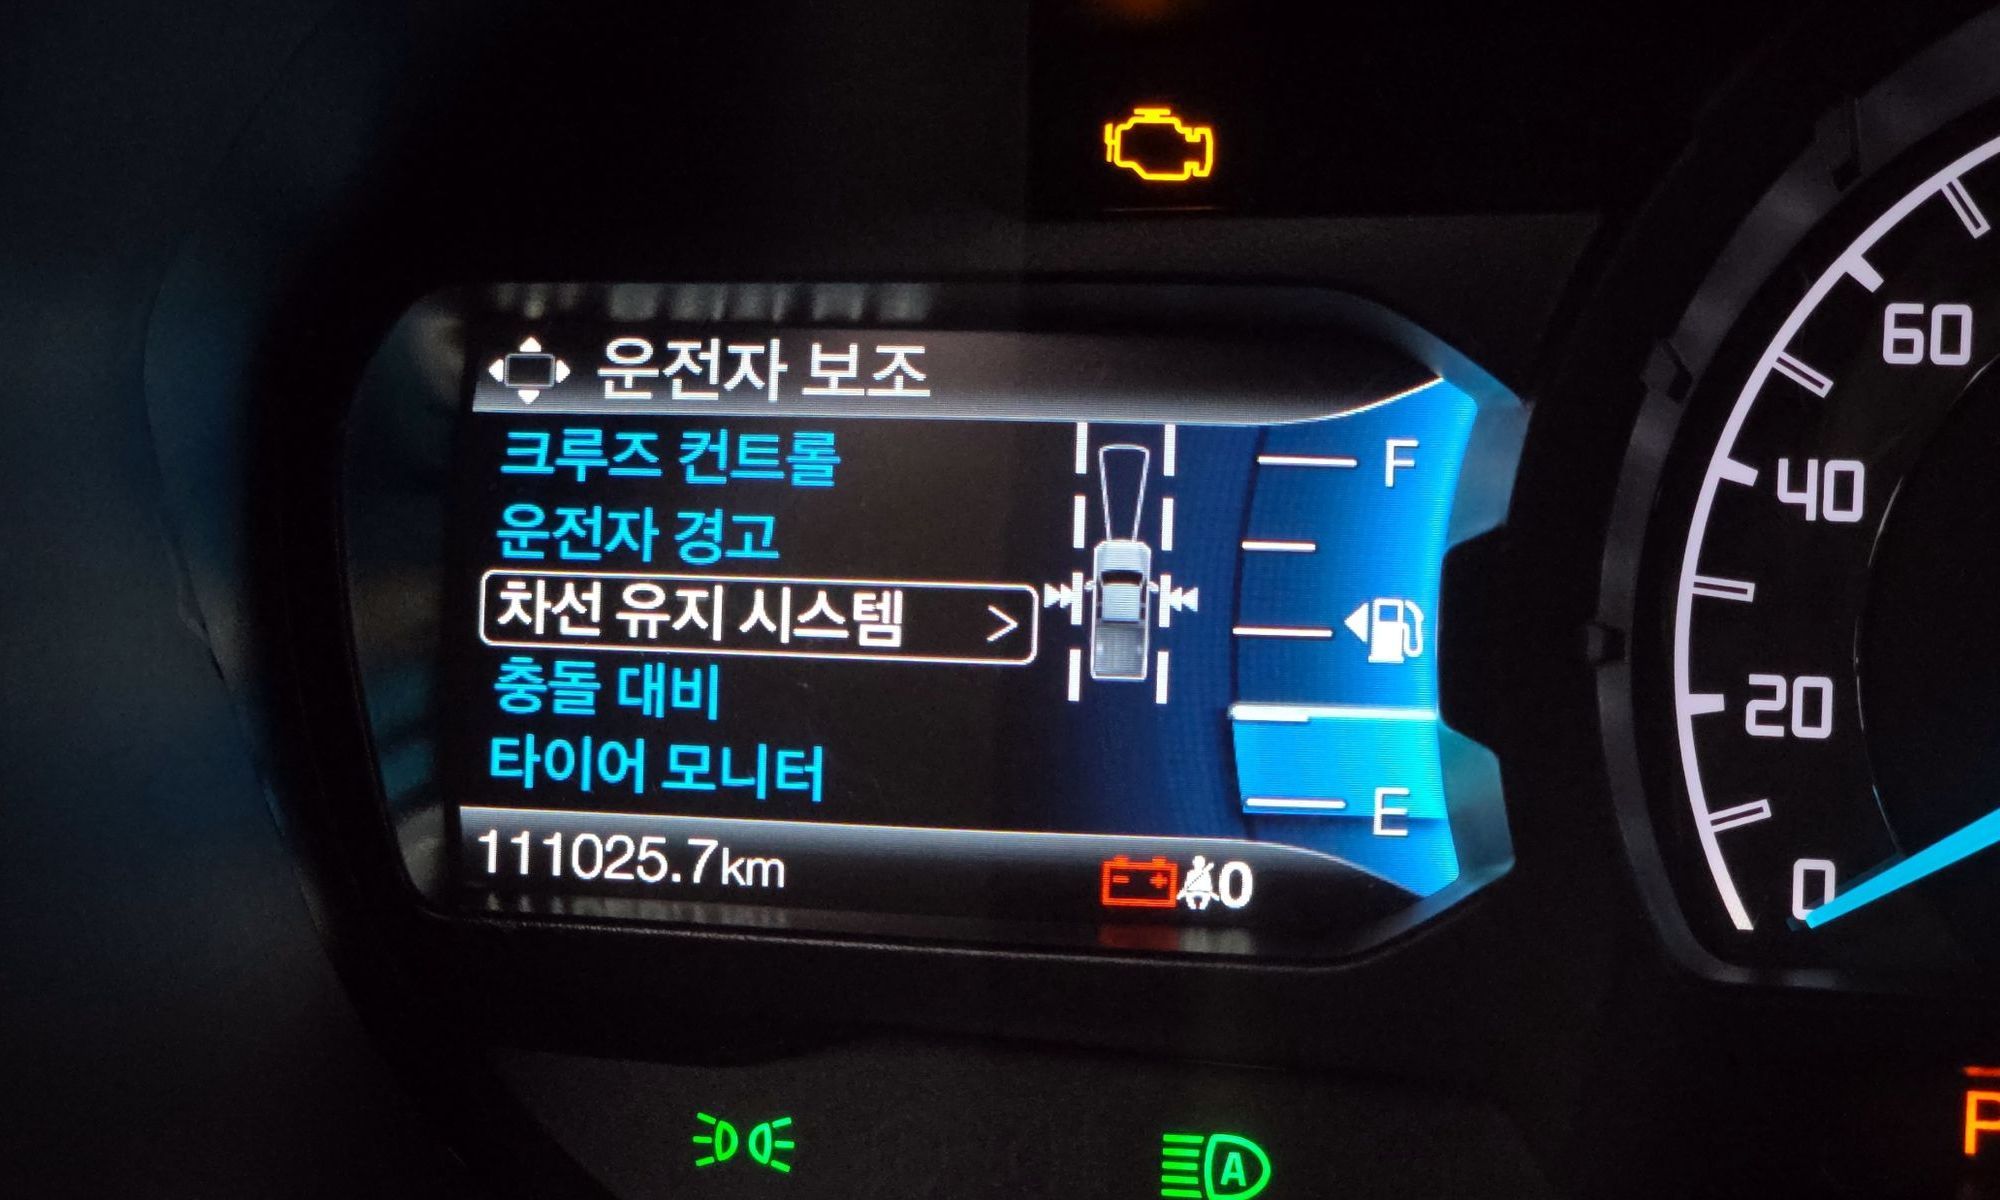 운전자 보조
크루즈 컨트롤
운전자 경고
차선 유지 시스템 >
충돌 대비
타이어 모니터
111025.7km
0
F
E
60
40
20
0
A
P